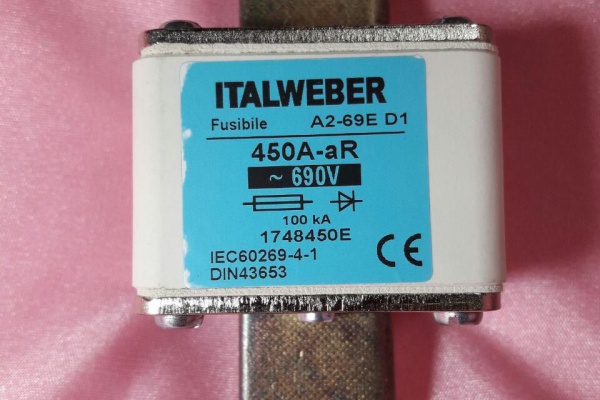 ITALWEBER
Fusibile A2-69E D1
450A-aR
~ 690V
100 kA
1748450E
IEC60269-4-1
DIN43653
CE